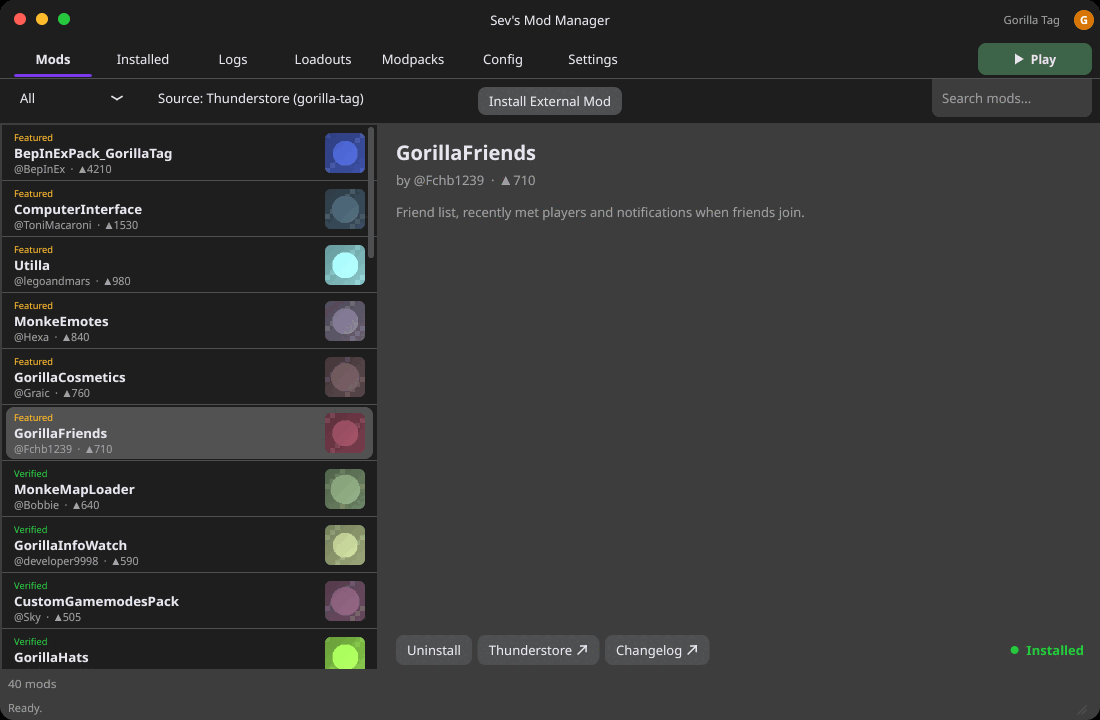 Sev's Mod Manager
Gorilla Tag
G
Mods
Installed
Logs
Loadouts
Modpacks
Config
Settings
Play
All
Source: Thunderstore (gorilla-tag)
Install External Mod
Search mods...
Featured
BepInExPack_GorillaTag
@BepInEx · ▲4210
Featured
ComputerInterface
@ToniMacaroni · ▲1530
Featured
Utilla
@legoandmars · ▲980
Featured
MonkeEmotes
@Hexa · ▲840
Featured
GorillaCosmetics
@Graic · ▲760
Featured
GorillaFriends
@Fchb1239 · ▲710
Verified
MonkeMapLoader
@Bobbie · ▲640
Verified
GorillaInfoWatch
@developer9998 · ▲590
Verified
CustomGamemodesPack
@Sky · ▲505
Verified
GorillaHats
GorillaFriends
by @Fchb1239 · ▲710
Friend list, recently met players and notifications when friends join.
Uninstall
Thunderstore
Changelog
Installed
40 mods
Ready.